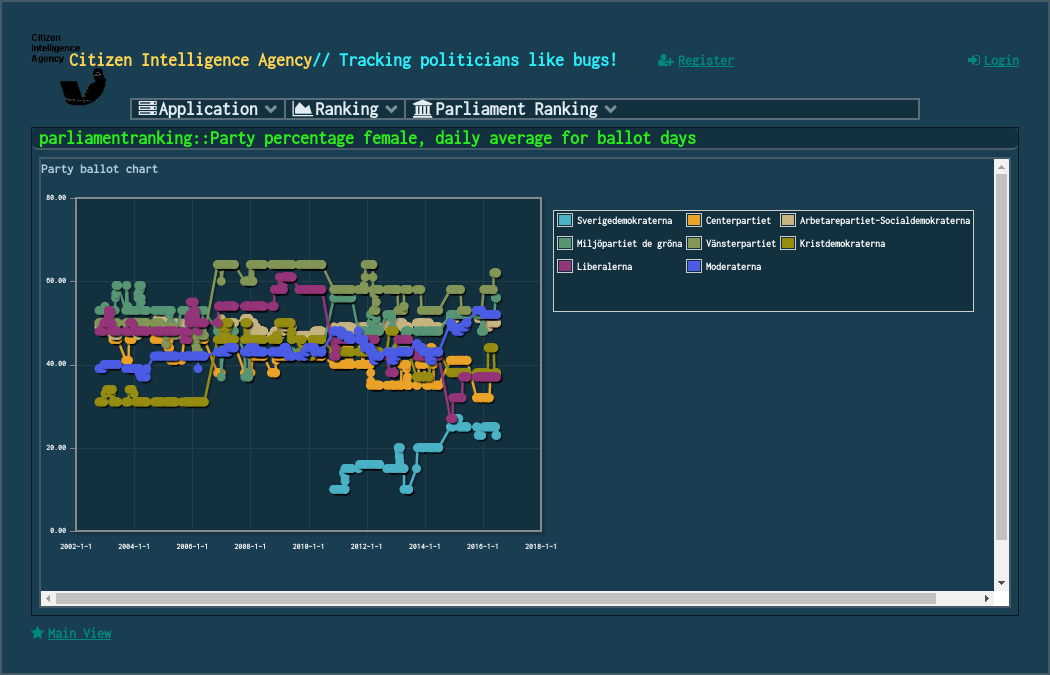 Citizen
Intelligence
Agency
Citizen Intelligence Agency// Tracking politicians like bugs!
Register
Login
Application
Ranking
Parliament Ranking
parliamentranking::Party percentage female, daily average for ballot days
Party ballot chart
80.00
60.00
40.00
20.00
0.00
2002-1-1
2004-1-1
2006-1-1
2008-1-1
2010-1-1
2012-1-1
2014-1-1
2016-1-1
2018-1-1
Sverigedemokraterna
Centerpartiet
Arbetarepartiet-Socialdemokraterna
Miljöpartiet de gröna
Vänsterpartiet
Kristdemokraterna
Liberalerna
Moderaterna
Main View